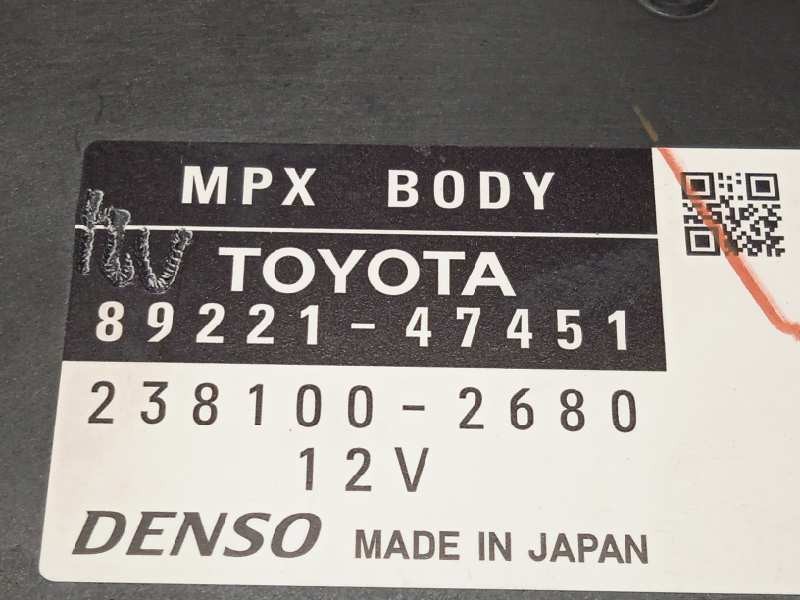 MPX BODY
TOYOTA
89221-47451
238100-2680
12V
DENSO MADE IN JAPAN